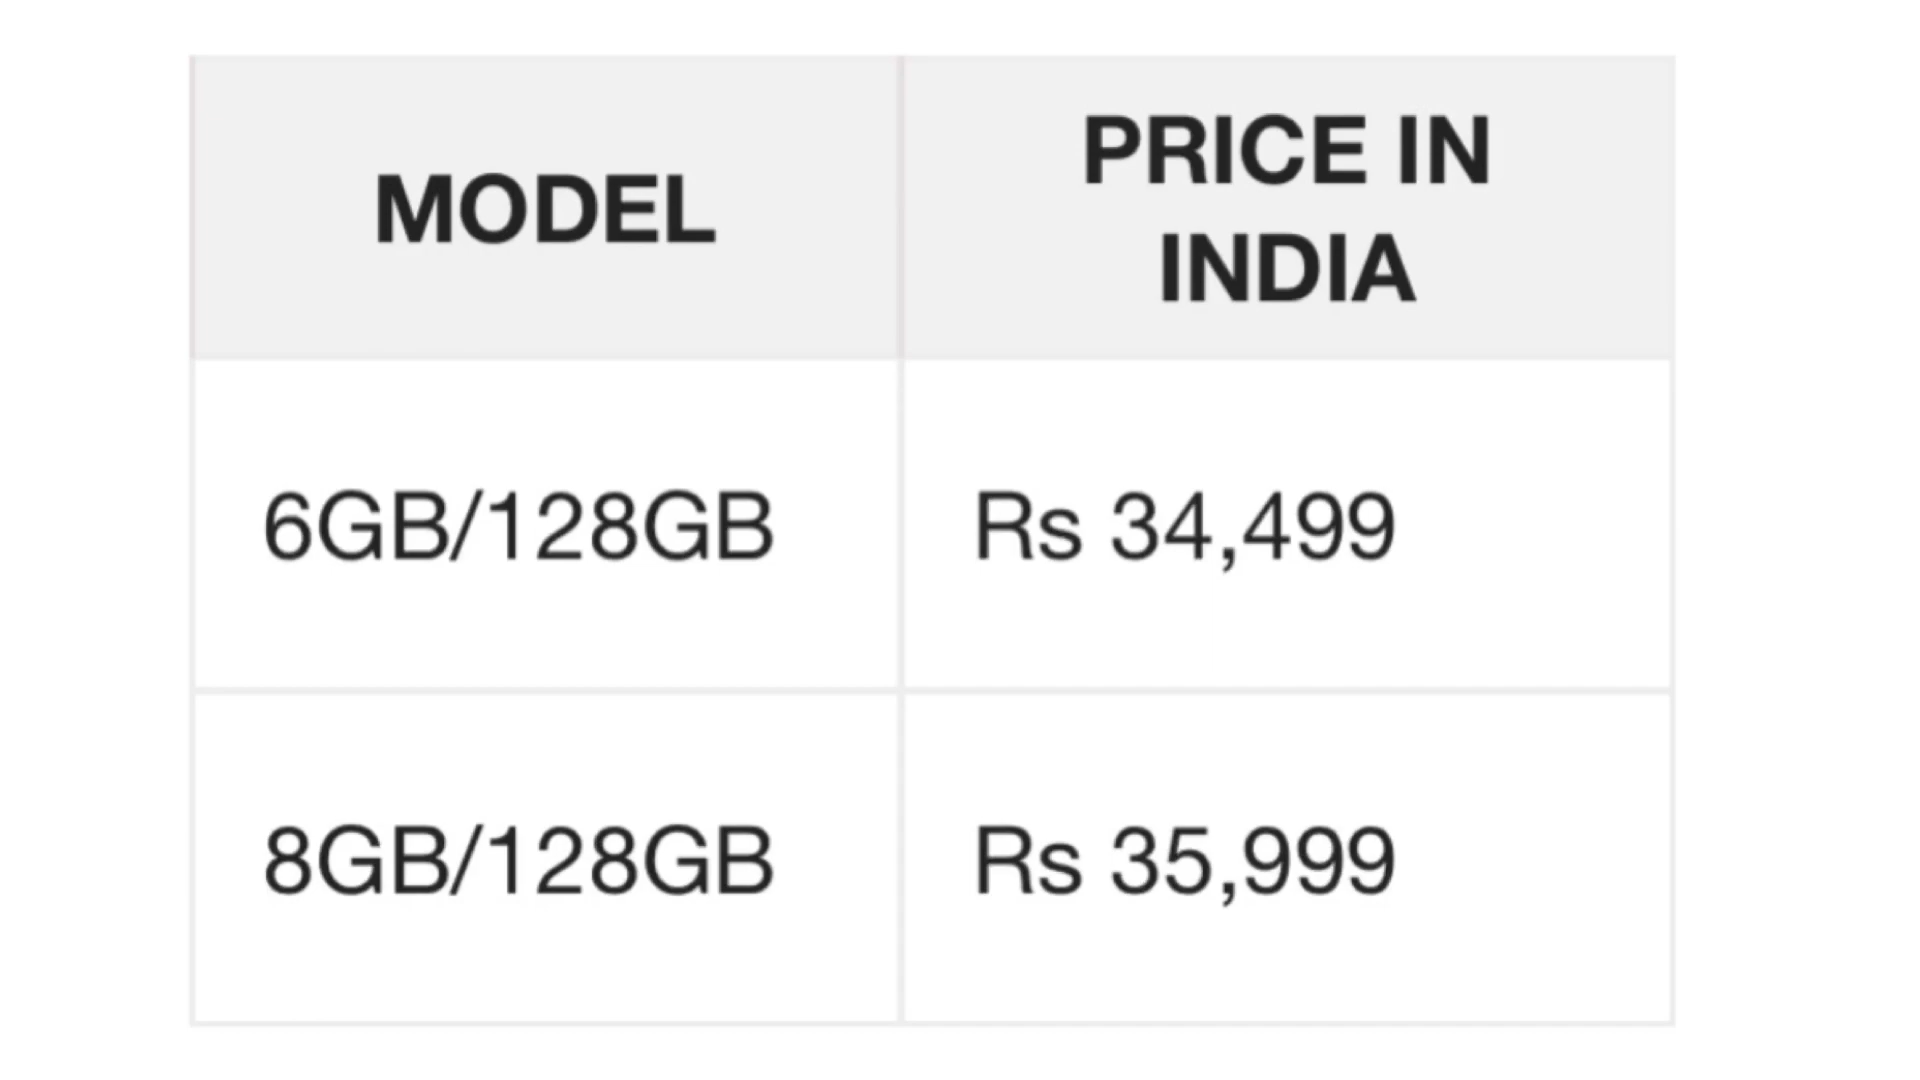 MODEL
PRICE IN
INDIA
6GB/128GB
Rs 34,499
8GB/128GB
Rs 35,999